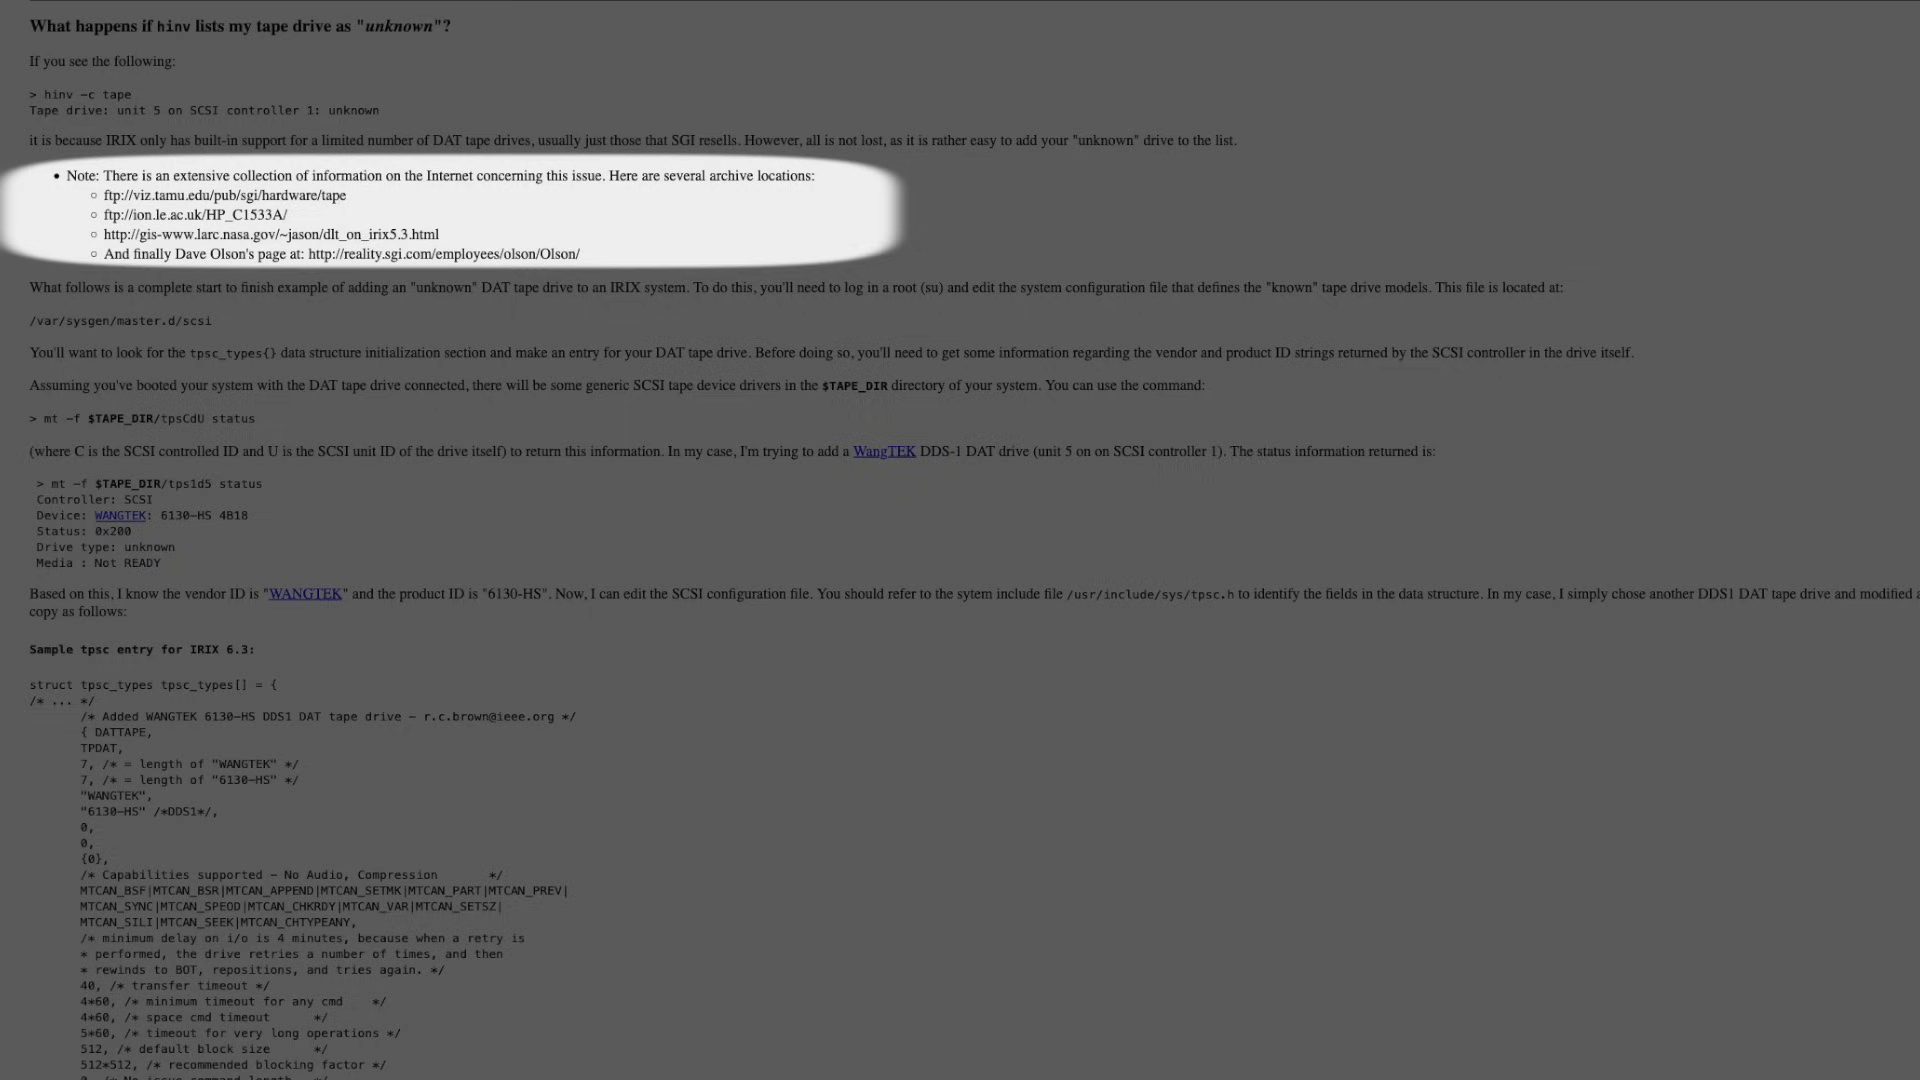 What happens if hinv lists my tape drive as "unknown"?
If you see the following:
> hinv -c tape
Tape drive: unit 5 on SCSI controller 1: unknown
it is because IRIX only has built-in support for a limited number of DAT tape drives, usually just those that SGI resells. However, all is not lost, as it is rather easy to add your "unknown" drive to the list.
• Note: There is an extensive collection of information on the Internet concerning this issue. Here are several archive locations:
○ ftp://viz.tamu.edu/pub/sgi/hardware/tape
○ ftp://ion.le.ac.uk/HP_C1533A/
○ http://gis-www.larc.nasa.gov/~jason/dlt_on_irix5.3.html
○ And finally Dave Olson's page at: http://reality.sgi.com/employees/olson/Olson/
What follows is a complete start to finish example of adding an "unknown" DAT tape drive to an IRIX system. To do this, you'll need to log in a root (su) and edit the system configuration file that defines the "known" tape drive models. This file is located at:
/var/sysgen/master.d/scsi
You'll want to look for the tpsc_types{} data structure initialization section and make an entry for your DAT tape drive. Before doing so, you'll need to get some information regarding the vendor and product ID strings returned by the SCSI controller in the drive itself.
Assuming you've booted your system with the DAT tape drive connected, there will be some generic SCSI tape device drivers in the $TAPE_DIR directory of your system. You can use the command:
> mt -f $TAPE_DIR/tpsCdU status
(where C is the SCSI controlled ID and U is the SCSI unit ID of the drive itself) to return this information. In my case, I'm trying to add a WangTEK DDS-1 DAT drive (unit 5 on on SCSI controller 1). The status information returned is:
> mt -f $TAPE_DIR/tps1d5 status
Controller: SCSI
Device: WANGTEK: 6130-HS 4B18
Status: 0x200
Drive type: unknown
Media : Not READY
Based on this, I know the vendor ID is "WANGTEK" and the product ID is "6130-HS". Now, I can edit the SCSI configuration file. You should refer to the sytem include file /usr/include/sys/tpsc.h to identify the fields in the data structure. In my case, I simply chose another DDS1 DAT tape drive and modified a
copy as follows:
Sample tpsc entry for IRIX 6.3:
struct tpsc_types tpsc_types[] = {
/* ... */
/* Added WANGTEK 6130-HS DDS1 DAT tape drive - r.c.brown@ieee.org */
{ DATTAPE,
TPDAT,
7, /* = length of "WANGTEK" */
7, /* = length of "6130-HS" */
"WANGTEK",
"6130-HS" /*DDS1*/,
0,
0,
{0},
/* Capabilities supported - No Audio, Compression */
MTCAN_BSF|MTCAN_BSR|MTCAN_APPEND|MTCAN_SETMK|MTCAN_PART|MTCAN_PREV|
MTCAN_SYNC|MTCAN_SPEOD|MTCAN_CHKRDY|MTCAN_VAR|MTCAN_SETSZ|
MTCAN_SILI|MTCAN_SEEK|MTCAN_CHTYPEANY,
/* minimum delay on i/o is 4 minutes, because when a retry is
* performed, the drive retries a number of times, and then
* rewinds to BOT, repositions, and tries again. */
40, /* transfer timeout */
4*60, /* minimum timeout for any cmd */
4*60, /* space cmd timeout */
5*60, /* timeout for very long operations */
512, /* default block size */
512*512, /* recommended blocking factor */